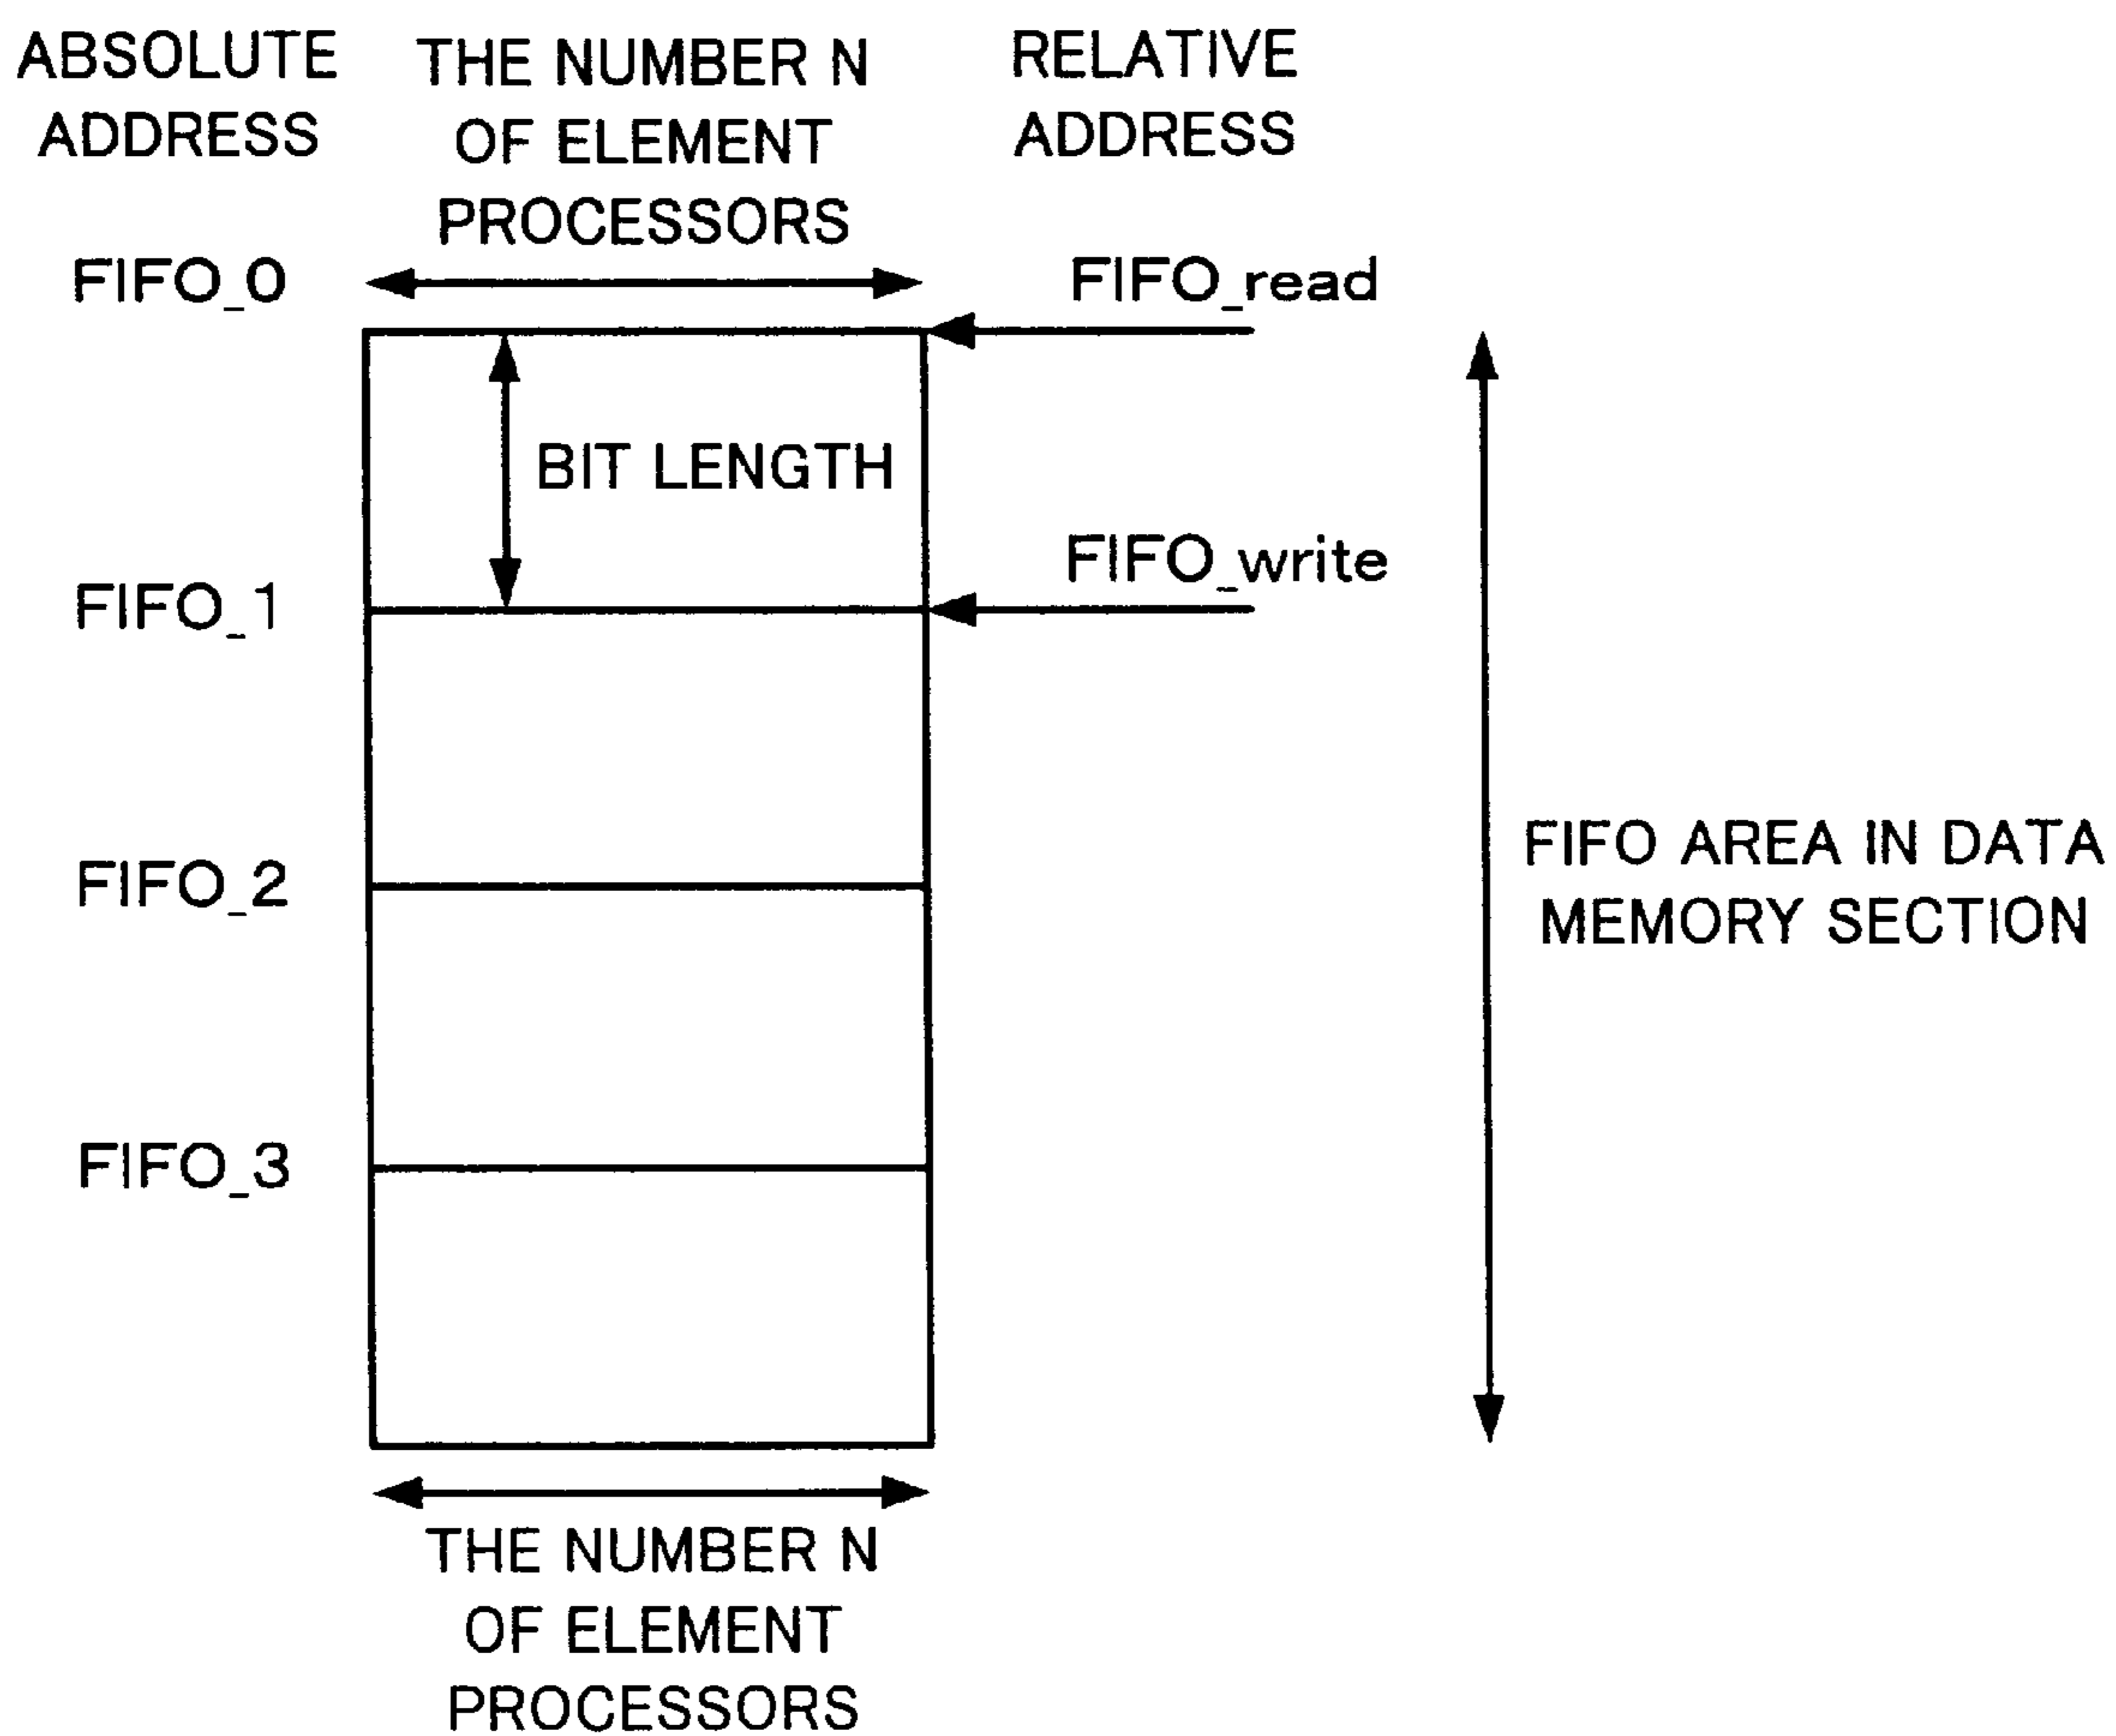 ABSOLUTE
ADDRESS
THE NUMBER N
OF ELEMENT
PROCESSORS
RELATIVE
ADDRESS
FIFO_0
FIFO_read
BIT LENGTH
FIFO_write
FIFO_1
FIFO_2
FIFO AREA IN DATA
MEMORY SECTION
FIFO_3
THE NUMBER N
OF ELEMENT
PROCESSORS